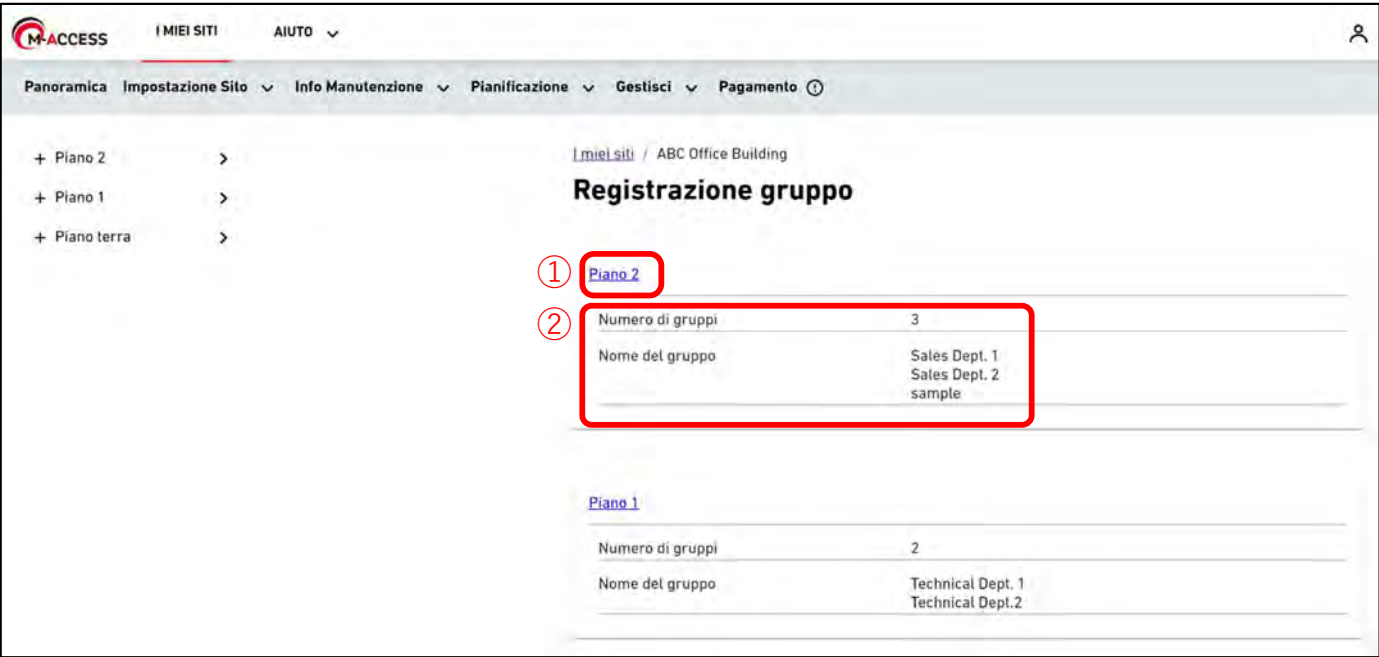 M-ACCESS I MIEI SITI AIUTO
Panoramica Impostazione Sito Info Manutenzione Pianificazione Gestisci Pagamento
+ Piano 2
+ Piano 1
+ Piano terra
I miei siti / ABC Office Building
Registrazione gruppo
① Piano 2
② Numero di gruppi 3
Nome del gruppo Sales Dept. 1
Sales Dept. 2
sample
Piano 1
Numero di gruppi 2
Nome del gruppo Technical Dept. 1
Technical Dept.2